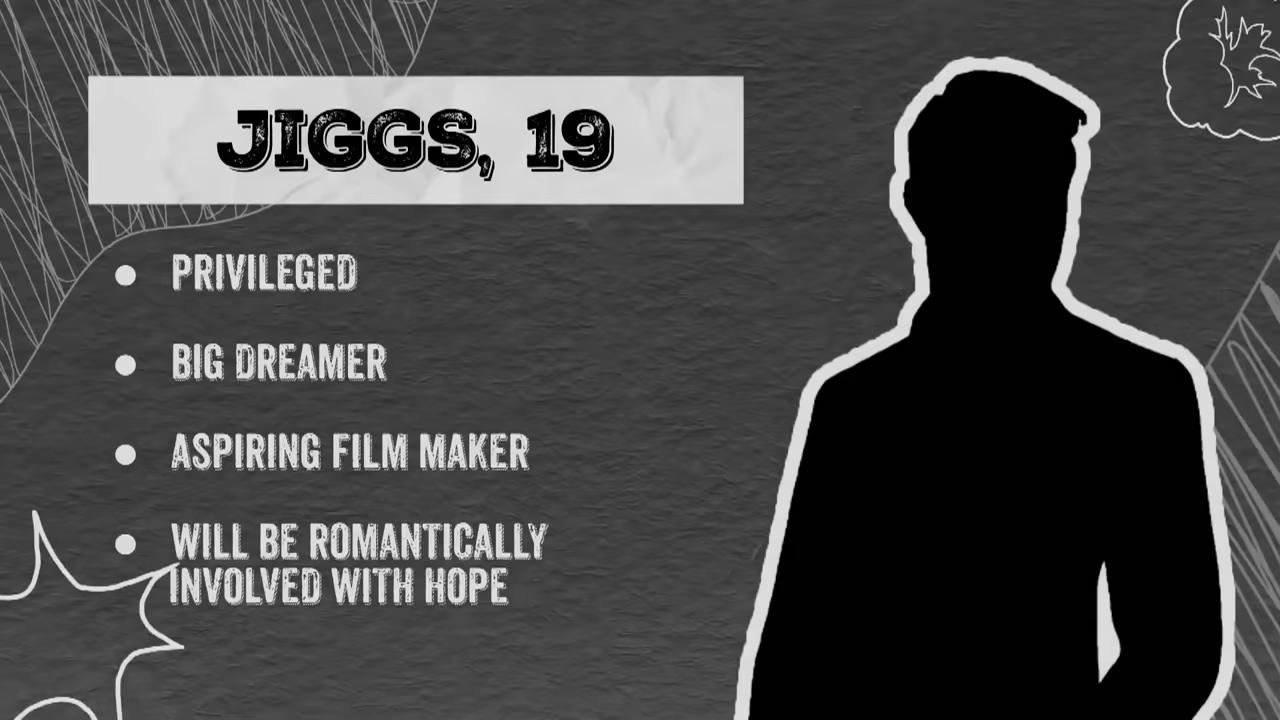 JIGGS, 19
• PRIVILEGED
• BIG DREAMER
• ASPIRING FILM MAKER
• WILL BE ROMANTICALLY
INVOLVED WITH HOPE